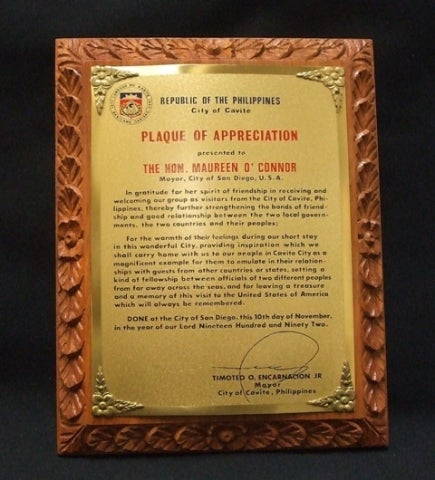 REPUBLIC OF THE PHILIPPINES
City of Cavite
PLAQUE OF APPRECIATION
presented to
THE HON. MAUREEN O' CONNOR
Mayor, City of San Diego, U.S.A.
In gratitude for her spirit of friendship in receiving and
welcoming our group as visitors from the City of Cavite, Phi-
lippines, thereby further strengthening the bonds of friend-
ship and good relationship between the two local govern-
ments, the two countries and their peoples;
For the warmth of their feelings during our short stay
in this wonderful City, providing inspiration which we
shall carry home with us to our people in Cavite City as a
magnificent example for them to emulate in their relation-
ships with guests from other countries or states, setting a
kind of fellowship between officials of two different peoples
from far away across the seas, and for leaving a treasure
and a memory of this visit to the United States of America
which will always be remembered.
DONE at the City of San Diego, this 10th day of November,
in the year of our Lord Nineteen Hundred and Ninety Two.
TIMOTEO O. ENCARNACION JR
Mayor
City of Cavite, Philippines